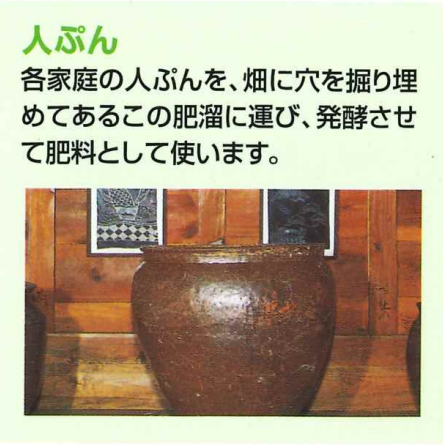 人ぷん
各家庭の人ぷんを、畑に穴を掘り埋
めてあるこの肥溜に運び、発酵させ
て肥料として使います。